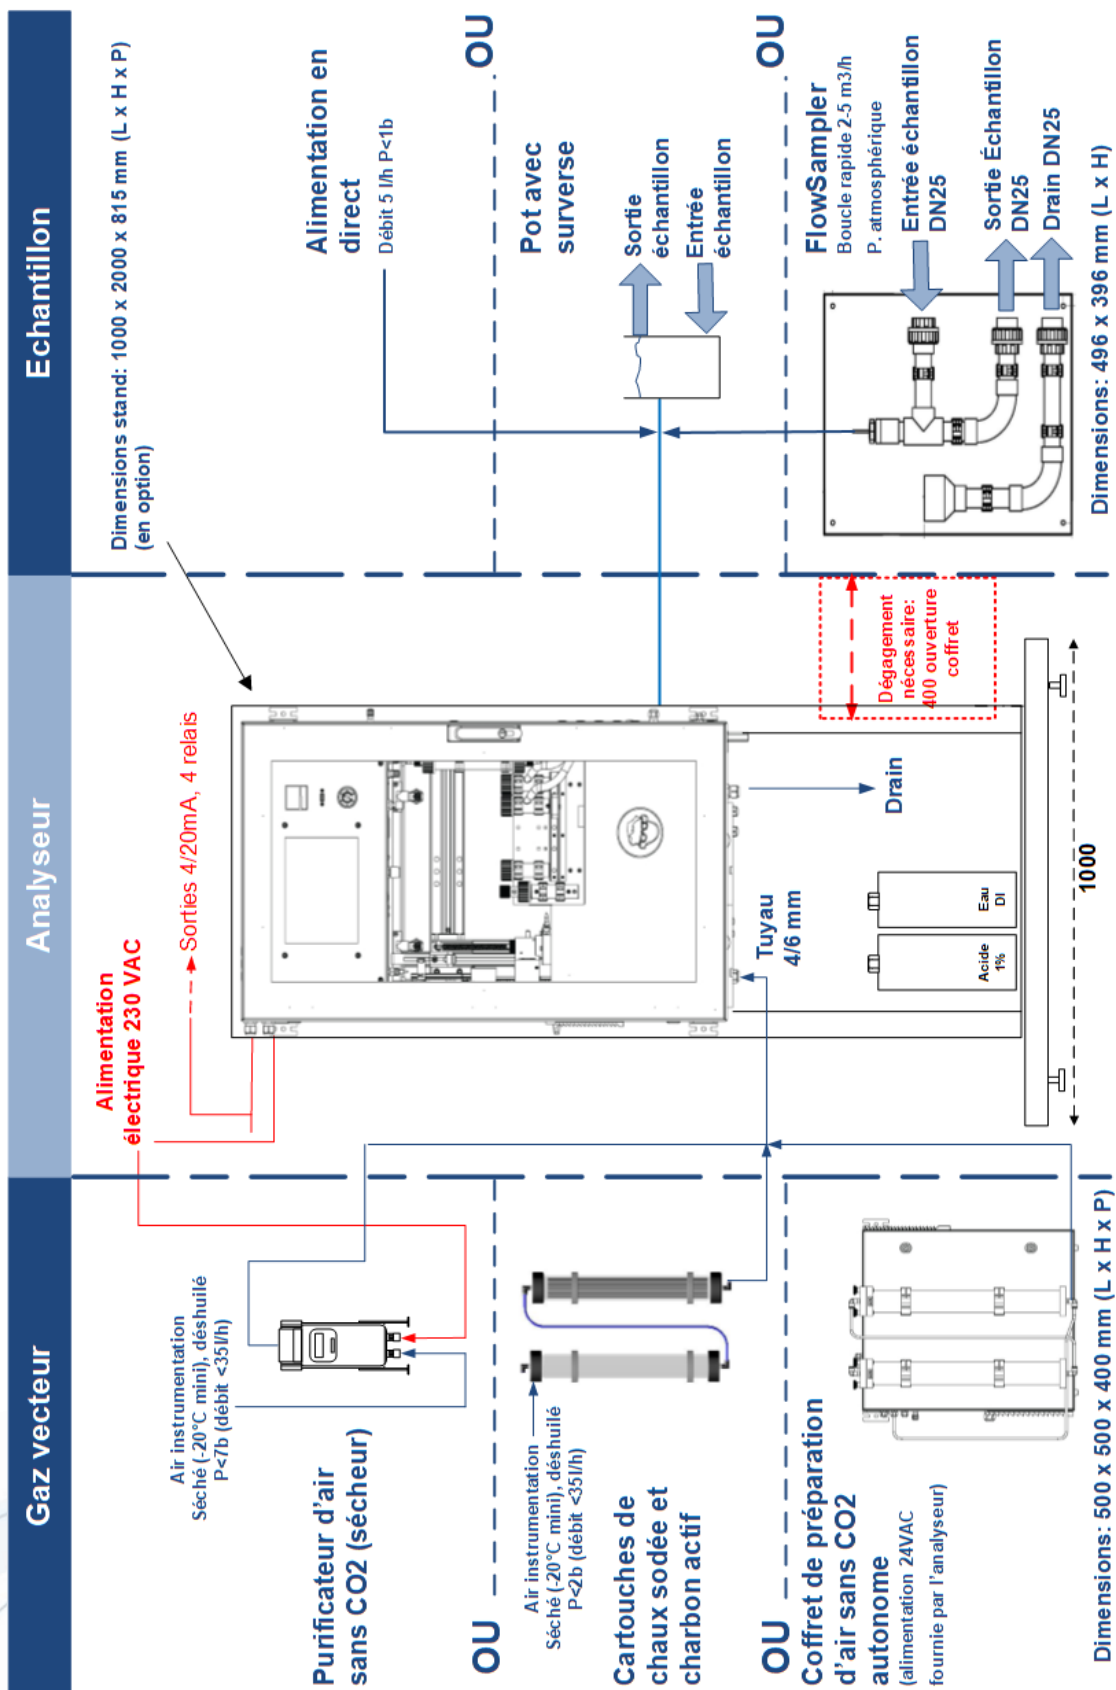 Gaz vecteur
Analyseur
Echantillon
Air instrumentation
Séché (-20°C mini), déshuilé
P<7b (débit <35l/h)
Purificateur d'air
sans CO2 (sécheur)
OU
Air instrumentation
Séché (-20°C mini), déshuilé
P<2b (débit <35l/h)
Cartouches de
chaux sodée et
charbon actif
OU
Coffret de préparation
d'air sans CO2
autonome
(alimentation 24VAC
fournie par l'analyseur)
Dimensions: 500 x 500 x 400 mm (L x H x P)
Alimentation
électrique 230 VAC
Sorties 4/20mA, 4 relais
Tuyau
4/6 mm
Drain
Acide
1%
Eau
DI
Dégagement
nécessaire:
400 ouverture
coffret
1000
Dimensions stand: 1000 x 2000 x 815 mm (L x H x P)
(en option)
Alimentation en
direct
Débit 5 l/h P<1b
OU
Pot avec
surverse
Sortie
échantillon
Entrée
échantillon
OU
FlowSampler
Boucle rapide 2-5 m3/h
P. atmosphérique
Entrée échantillon
DN25
Sortie Échantillon
DN25
Drain DN25
Dimensions: 496 x 396 mm (L x H)